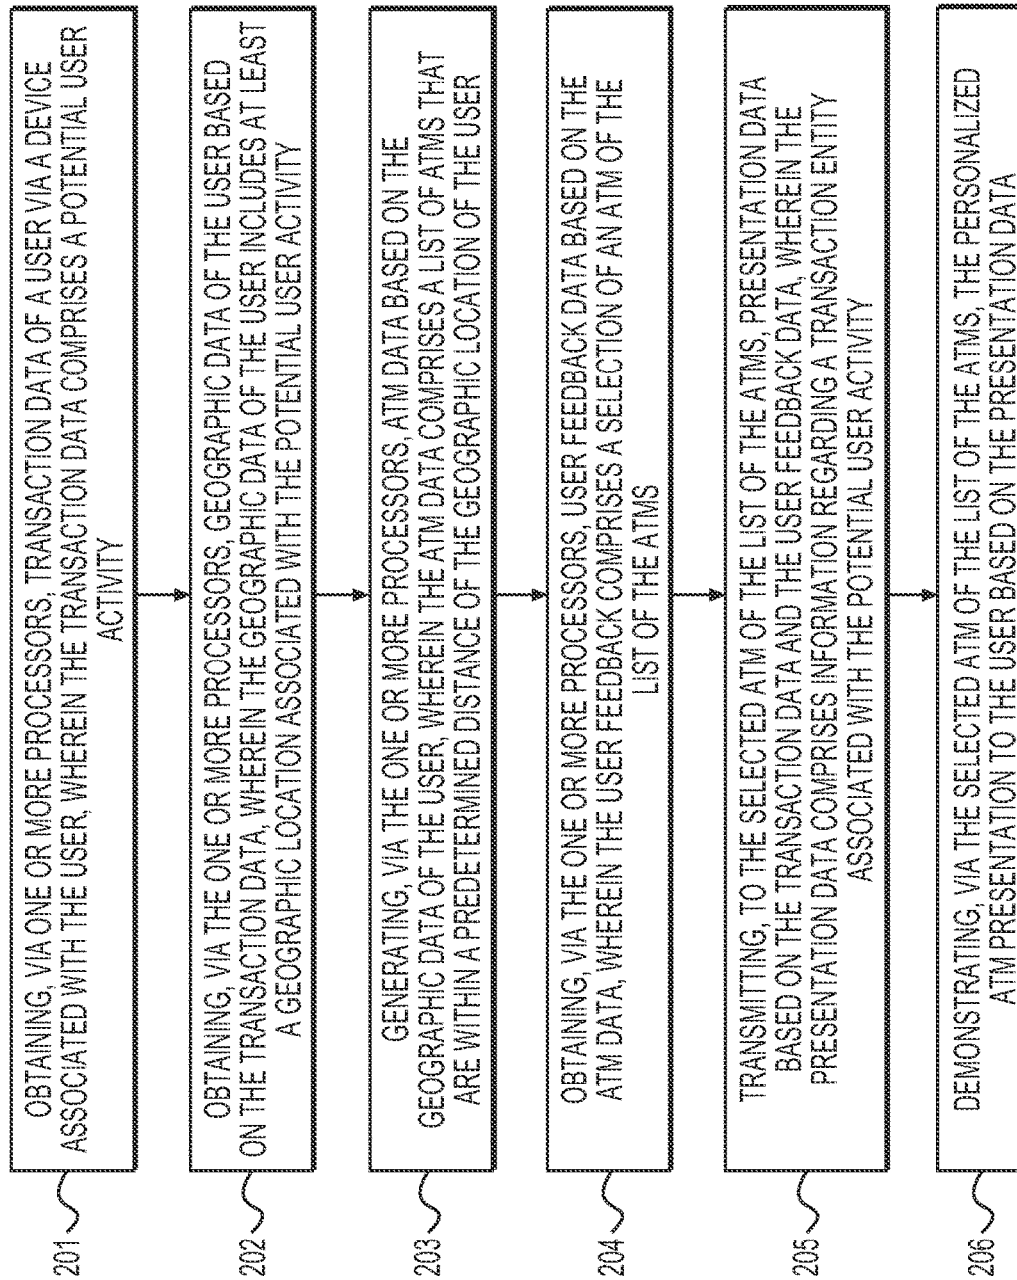 201
OBTAINING, VIA ONE OR MORE PROCESSORS, TRANSACTION DATA OF A USER VIA A DEVICE
ASSOCIATED WITH THE USER, WHEREIN THE TRANSACTION DATA COMPRISES A POTENTIAL USER
ACTIVITY
202
OBTAINING, VIA THE ONE OR MORE PROCESSORS, GEOGRAPHIC DATA OF THE USER BASED
ON THE TRANSACTION DATA, WHEREIN THE GEOGRAPHIC DATA OF THE USER INCLUDES AT LEAST
A GEOGRAPHIC LOCATION ASSOCIATED WITH THE POTENTIAL USER ACTIVITY
203
GENERATING, VIA THE ONE OR MORE PROCESSORS, ATM DATA BASED ON THE
GEOGRAPHIC DATA OF THE USER, WHEREIN THE ATM DATA COMPRISES A LIST OF ATMS THAT
ARE WITHIN A PREDETERMINED DISTANCE OF THE GEOGRAPHIC LOCATION OF THE USER
204
OBTAINING, VIA THE ONE OR MORE PROCESSORS, USER FEEDBACK DATA BASED ON THE
ATM DATA, WHEREIN THE USER FEEDBACK COMPRISES A SELECTION OF AN ATM OF THE
LIST OF THE ATMS
205
TRANSMITTING, TO THE SELECTED ATM OF THE LIST OF THE ATMS, PRESENTATION DATA
BASED ON THE TRANSACTION DATA AND THE USER FEEDBACK DATA, WHEREIN THE
PRESENTATION DATA COMPRISES INFORMATION REGARDING A TRANSACTION ENTITY
ASSOCIATED WITH THE POTENTIAL USER ACTIVITY
206
DEMONSTRATING, VIA THE SELECTED ATM OF THE LIST OF THE ATMS, THE PERSONALIZED
ATM PRESENTATION TO THE USER BASED ON THE PRESENTATION DATA